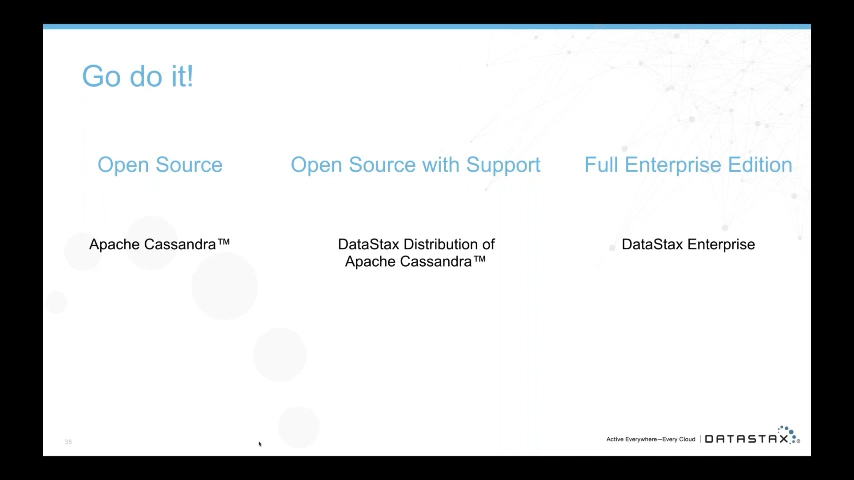 Go do it!
Open Source
Open Source with Support
Full Enterprise Edition
Apache Cassandra™
DataStax Distribution of
Apache Cassandra™
DataStax Enterprise
35
Active Everywhere—Every Cloud | DATASTAX®